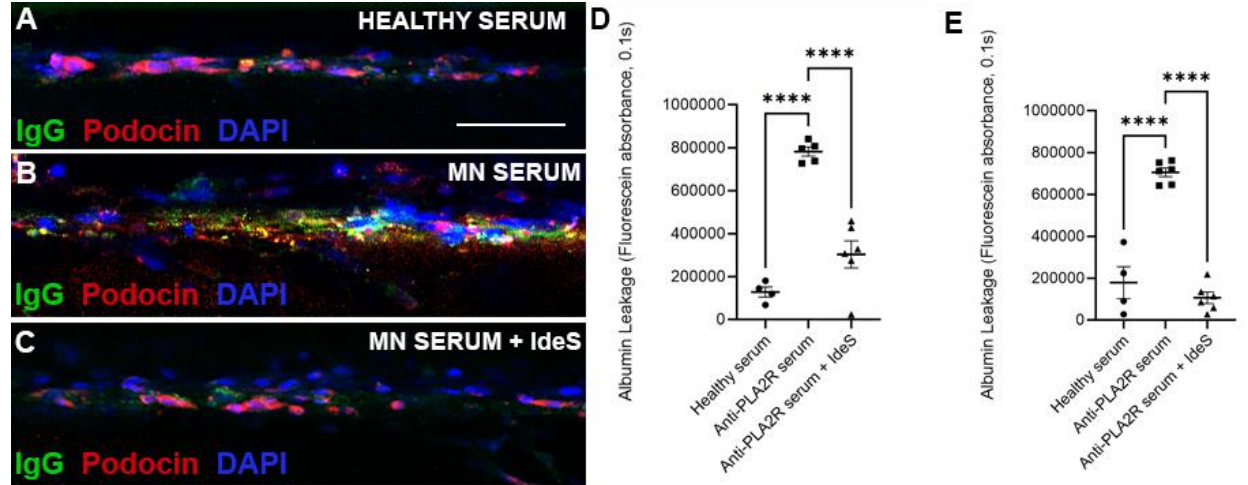 A
HEALTHY SERUM
IgG Podocin DAPI
B
MN SERUM
IgG Podocin DAPI
C
MN SERUM + IdeS
IgG Podocin DAPI
D
Albumin Leakage (Fluorescein absorbance, 0.1s)
1000000
800000
600000
400000
200000
0
****
****
Healthy serum
Anti-PLA2R serum
Anti-PLA2R serum + IdeS
E
Albumin Leakage (Fluorescein absorbance, 0.1s)
1000000
800000
600000
400000
200000
0
****
****
Healthy serum
Anti-PLA2R serum
Anti-PLA2R serum + IdeS